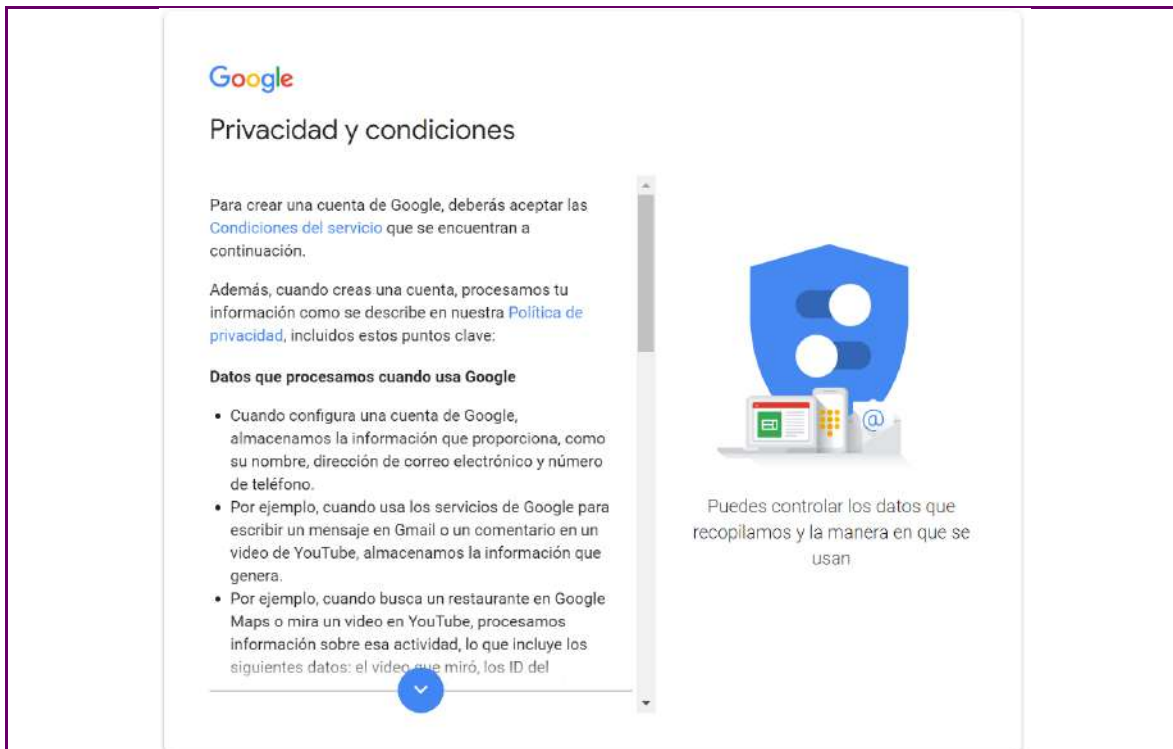 Google
Privacidad y condiciones
Para crear una cuenta de Google, deberás aceptar las
Condiciones del servicio que se encuentran a
continuación.
Además, cuando creas una cuenta, procesamos tu
información como se describe en nuestra Política de
privacidad, incluidos estos puntos clave:
Datos que procesamos cuando usa Google
• Cuando configura una cuenta de Google,
almacenamos la información que proporciona, como
su nombre, dirección de correo electrónico y número
de teléfono.
• Por ejemplo, cuando usa los servicios de Google para
escribir un mensaje en Gmail o un comentario en un
video de YouTube, almacenamos la información que
genera.
• Por ejemplo, cuando busca un restaurante en Google
Maps o mira un video en YouTube, procesamos
información sobre esa actividad, lo que incluye los
siguientes datos: el video que miró, los ID del
@
Puedes controlar los datos que
recopilamos y la manera en que se
usan